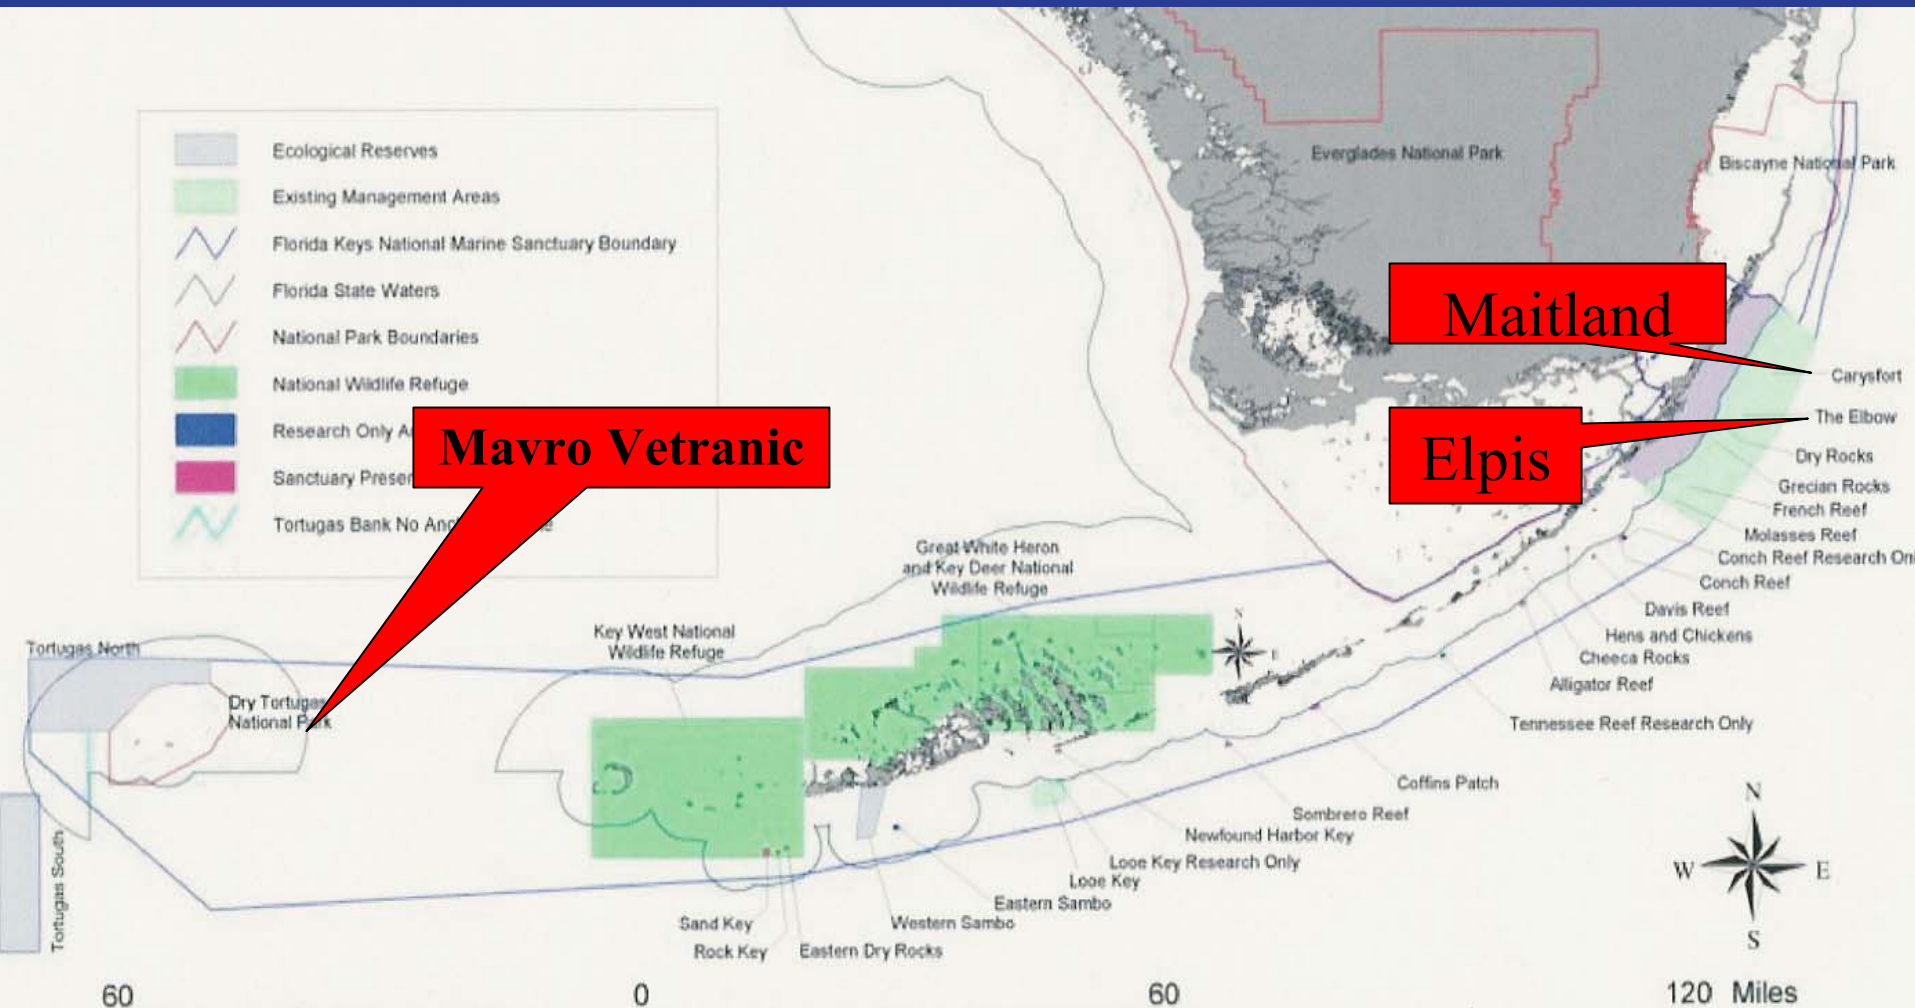 Ecological Reserves
Existing Management Areas
Florida Keys National Marine Sanctuary Boundary
Florida State Waters
National Park Boundaries
National Wildlife Refuge
Research Only
Sanctuary
Tortugas Bank No
Mavro Vetranic
Everglades National Park
Biscayne National Park
Maitland
Elpis
Carysfort
The Elbow
Dry Rocks
Grecian Rocks
French Reef
Molasses Reef
Conch Reef Research
Conch Reef
Davis Reef
Hens and Chickens
Cheeca Rocks
Alligator Reef
Tennessee Reef Research Only
Coffins Patch
Sombrero Reef
Newfound Harbor Key
Looe Key Research Only
Looe Key
Eastern Sambo
Western Sambo
Eastern Dry Rocks
Rock Key
Sand Key
Great White Heron
and Key Deer National
Wildlife Refuge
Key West National
Wildlife Refuge
Tortugas North
Dry Tortugas
National Park
Tortugas South
N
E
N
W
E
S
60
0
60
120 Miles